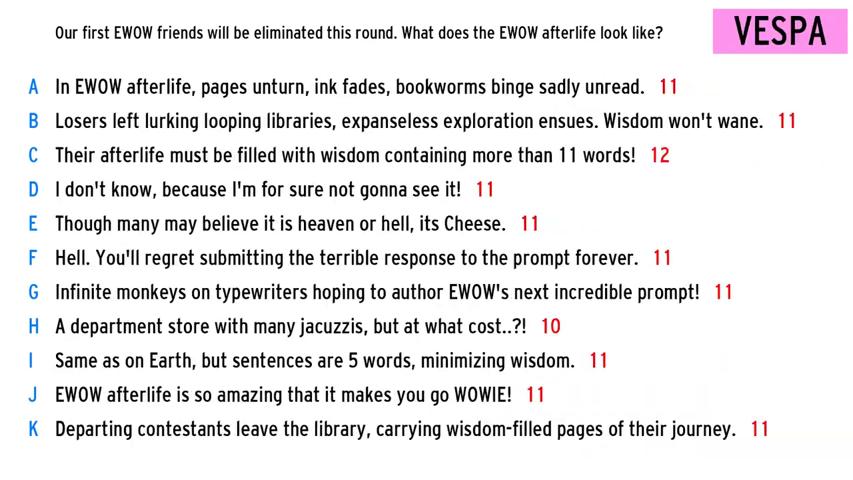 Our first EWOW friends will be eliminated this round. What does the EWOW afterlife look like?
VESPA
A In EWOW afterlife, pages unturn, ink fades, bookworms binge sadly unread. 11
B Losers left lurking looping libraries, expanseless exploration ensues. Wisdom won't wane. 11
C Their afterlife must be filled with wisdom containing more than 11 words! 12
D I don't know, because I'm for sure not gonna see it! 11
E Though many may believe it is heaven or hell, its Cheese. 11
F Hell. You'll regret submitting the terrible response to the prompt forever. 11
G Infinite monkeys on typewriters hoping to author EWOW's next incredible prompt! 11
H A department store with many jacuzzis, but at what cost..?! 10
I Same as on Earth, but sentences are 5 words, minimizing wisdom. 11
J EWOW afterlife is so amazing that it makes you go WOWIE! 11
K Departing contestants leave the library, carrying wisdom-filled pages of their journey. 11